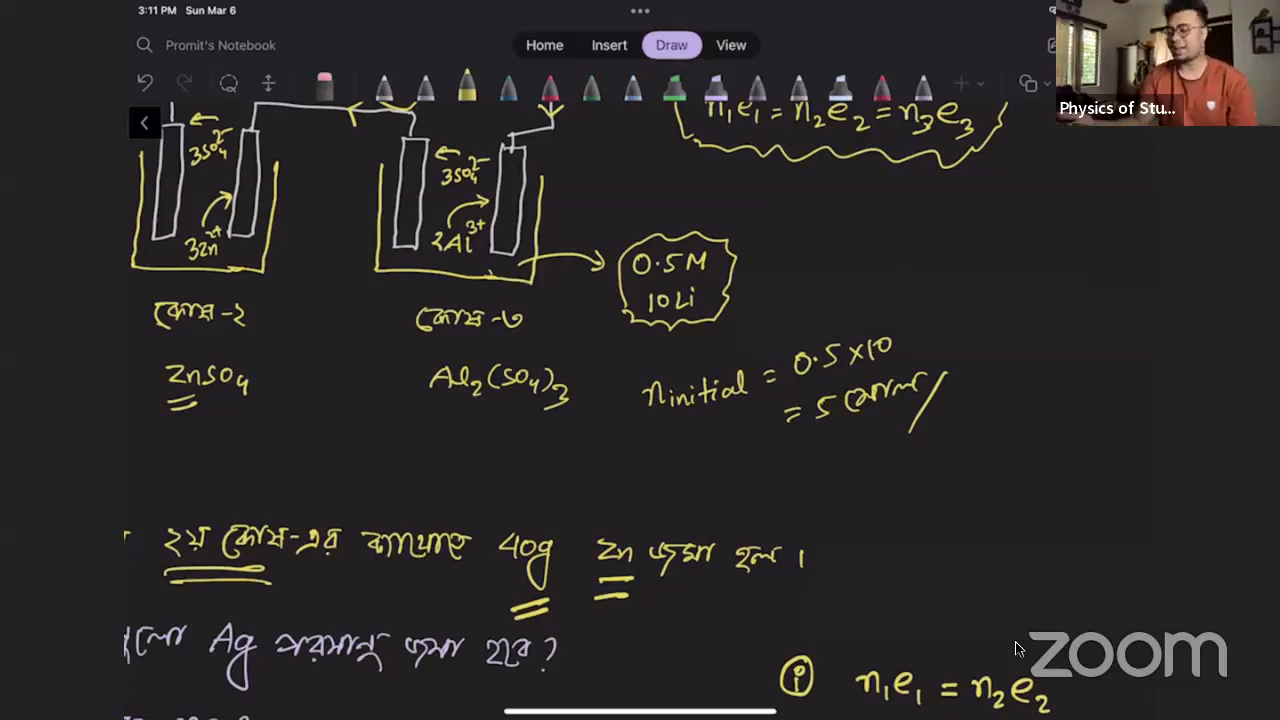 3:11 PM Sun Mar 6
Promit's Notebook
Home Insert Draw View
Physics of Stu...
n₁e₁ = n₂e₂ = n₃e₃
3SO₄²⁻
3SO₄²⁻
3Zn²⁺
2Al³⁺
0.5M
10Li
কোষ-২
কোষ-৩
ZnSO₄
Al₂(SO₄)₃
n initial = 0.5×10
= 5 মোল
২য় কোষ-এর ক্যাথোডে 40g Zn জমা হল।
Ag পরমাণু জমা হবে?
zoom
i n₁e₁ = n₂e₂